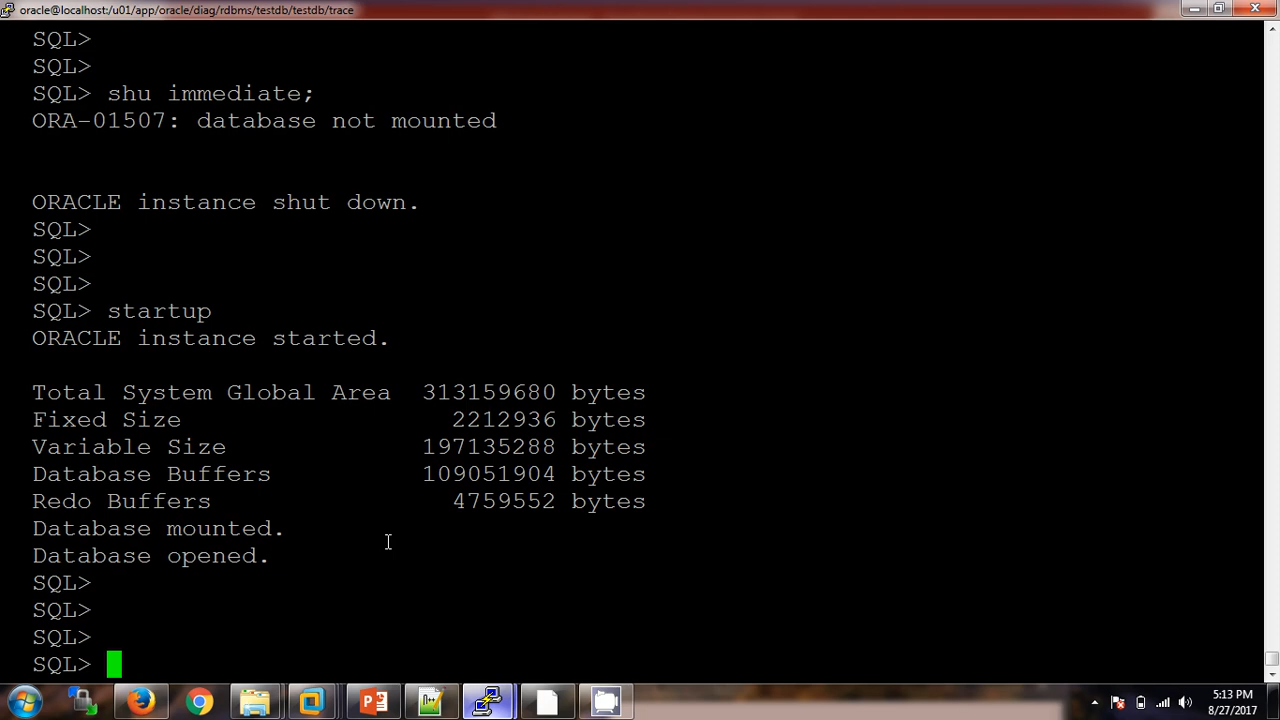 oracle@localhost:/u01/app/oracle/diag/rdbms/testdb/testdb/trace
SQL>
SQL>
SQL> shu immediate;
ORA-01507: database not mounted
ORACLE instance shut down.
SQL>
SQL>
SQL>
SQL> startup
ORACLE instance started.
Total System Global Area 313159680 bytes
Fixed Size 2212936 bytes
Variable Size 197135288 bytes
Database Buffers 109051904 bytes
Redo Buffers 4759552 bytes
Database mounted.
Database opened.
SQL>
SQL>
SQL>
SQL>
5:13 PM
8/27/2017